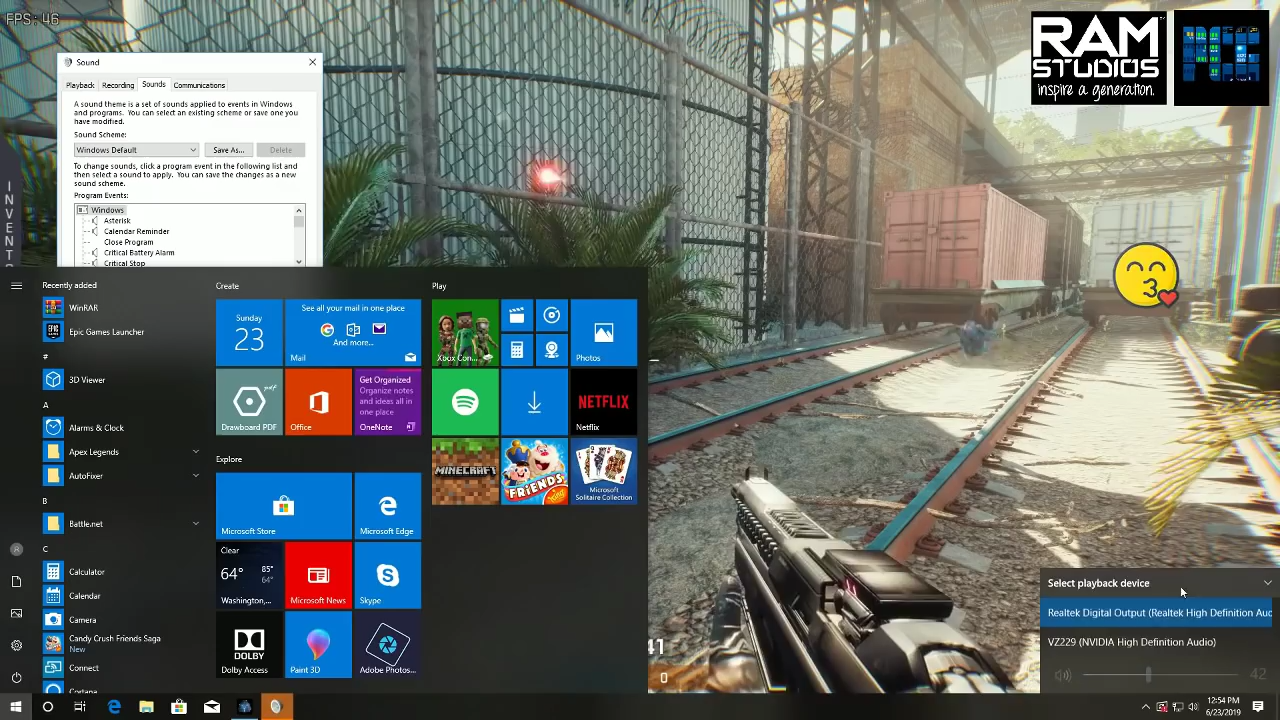 FPS: 46
RAM
STUDIOS
inspire a generation.
Sound
Playback
Recording
Sounds
Communications
A sound theme is a set of sounds applied to events in Windows
and programs. You can select an existing scheme or save one you
have modified.
Sound Scheme:
Windows Default
Save As...
Delete
To change sounds, click a program event in the following list and
then select a sound to apply. You can save the changes as a new
sound scheme.
Program Events:
Windows
Asterisk
Calendar Reminder
Close Program
Critical Battery Alarm
Critical Stop
INVENT
Recently added
WinRAR
Epic Games Launcher
#
3D Viewer
A
Alarms & Clock
Apex Legends
AutoFixer
B
Battle.net
C
Calculator
Calendar
Camera
Candy Crush Friends Saga
New
Connect
Cortana
Create
Sunday
23
See all your mail in one place
And more...
Mail
Drawboard PDF
Office
Get Organized
Organize notes
and ideas all in
one place
OneNote
Explore
Microsoft Store
Microsoft Edge
Clear
64°
85°
64°
Washington,...
Microsoft News
Skype
DOLBY
Dolby Access
Paint 3D
Adobe Photos...
Play
Xbox Con...
Photos
NETFLIX
Netflix
MINECRAFT
FRIENDS
Microsoft
Solitaire Collection
41
0
Select playback device
Realtek Digital Output (Realtek High Definition Aud
VZ229 (NVIDIA High Definition Audio)
42
12:54 PM
6/23/2019